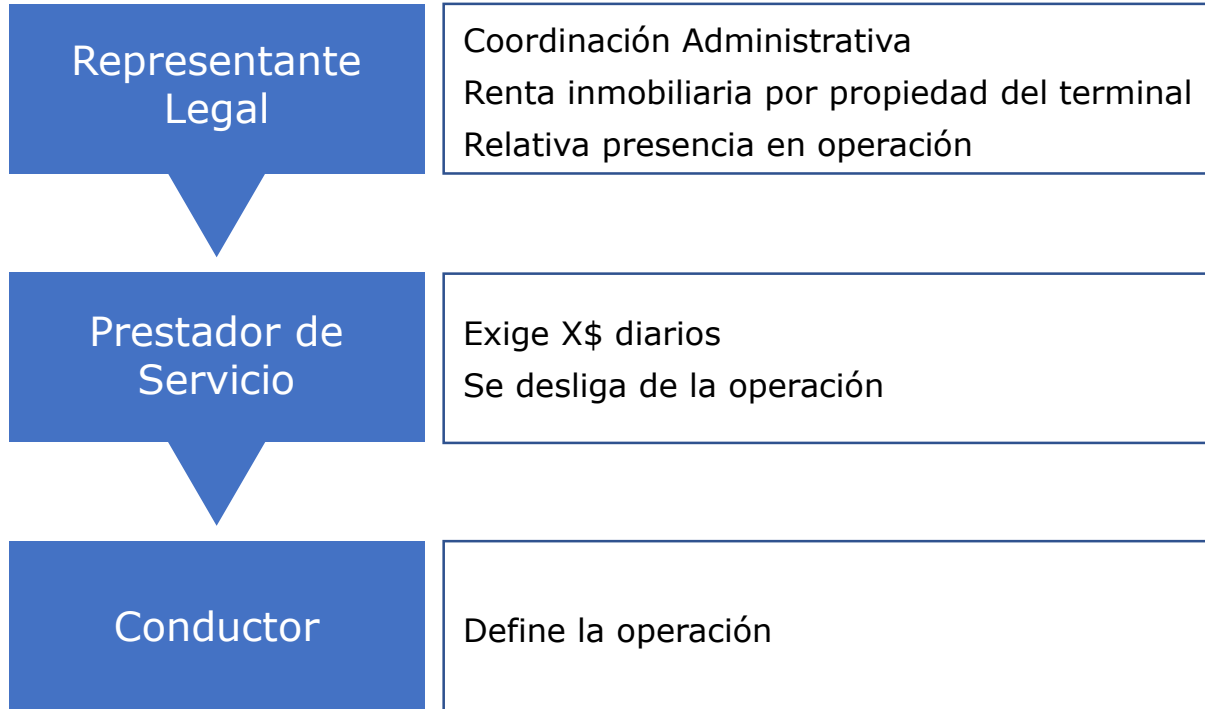 Representante
Legal
Coordinación Administrativa
Renta inmobiliaria por propiedad del terminal
Relativa presencia en operación
Prestador de
Servicio
Exige X$ diarios
Se desliga de la operación
Conductor
Define la operación